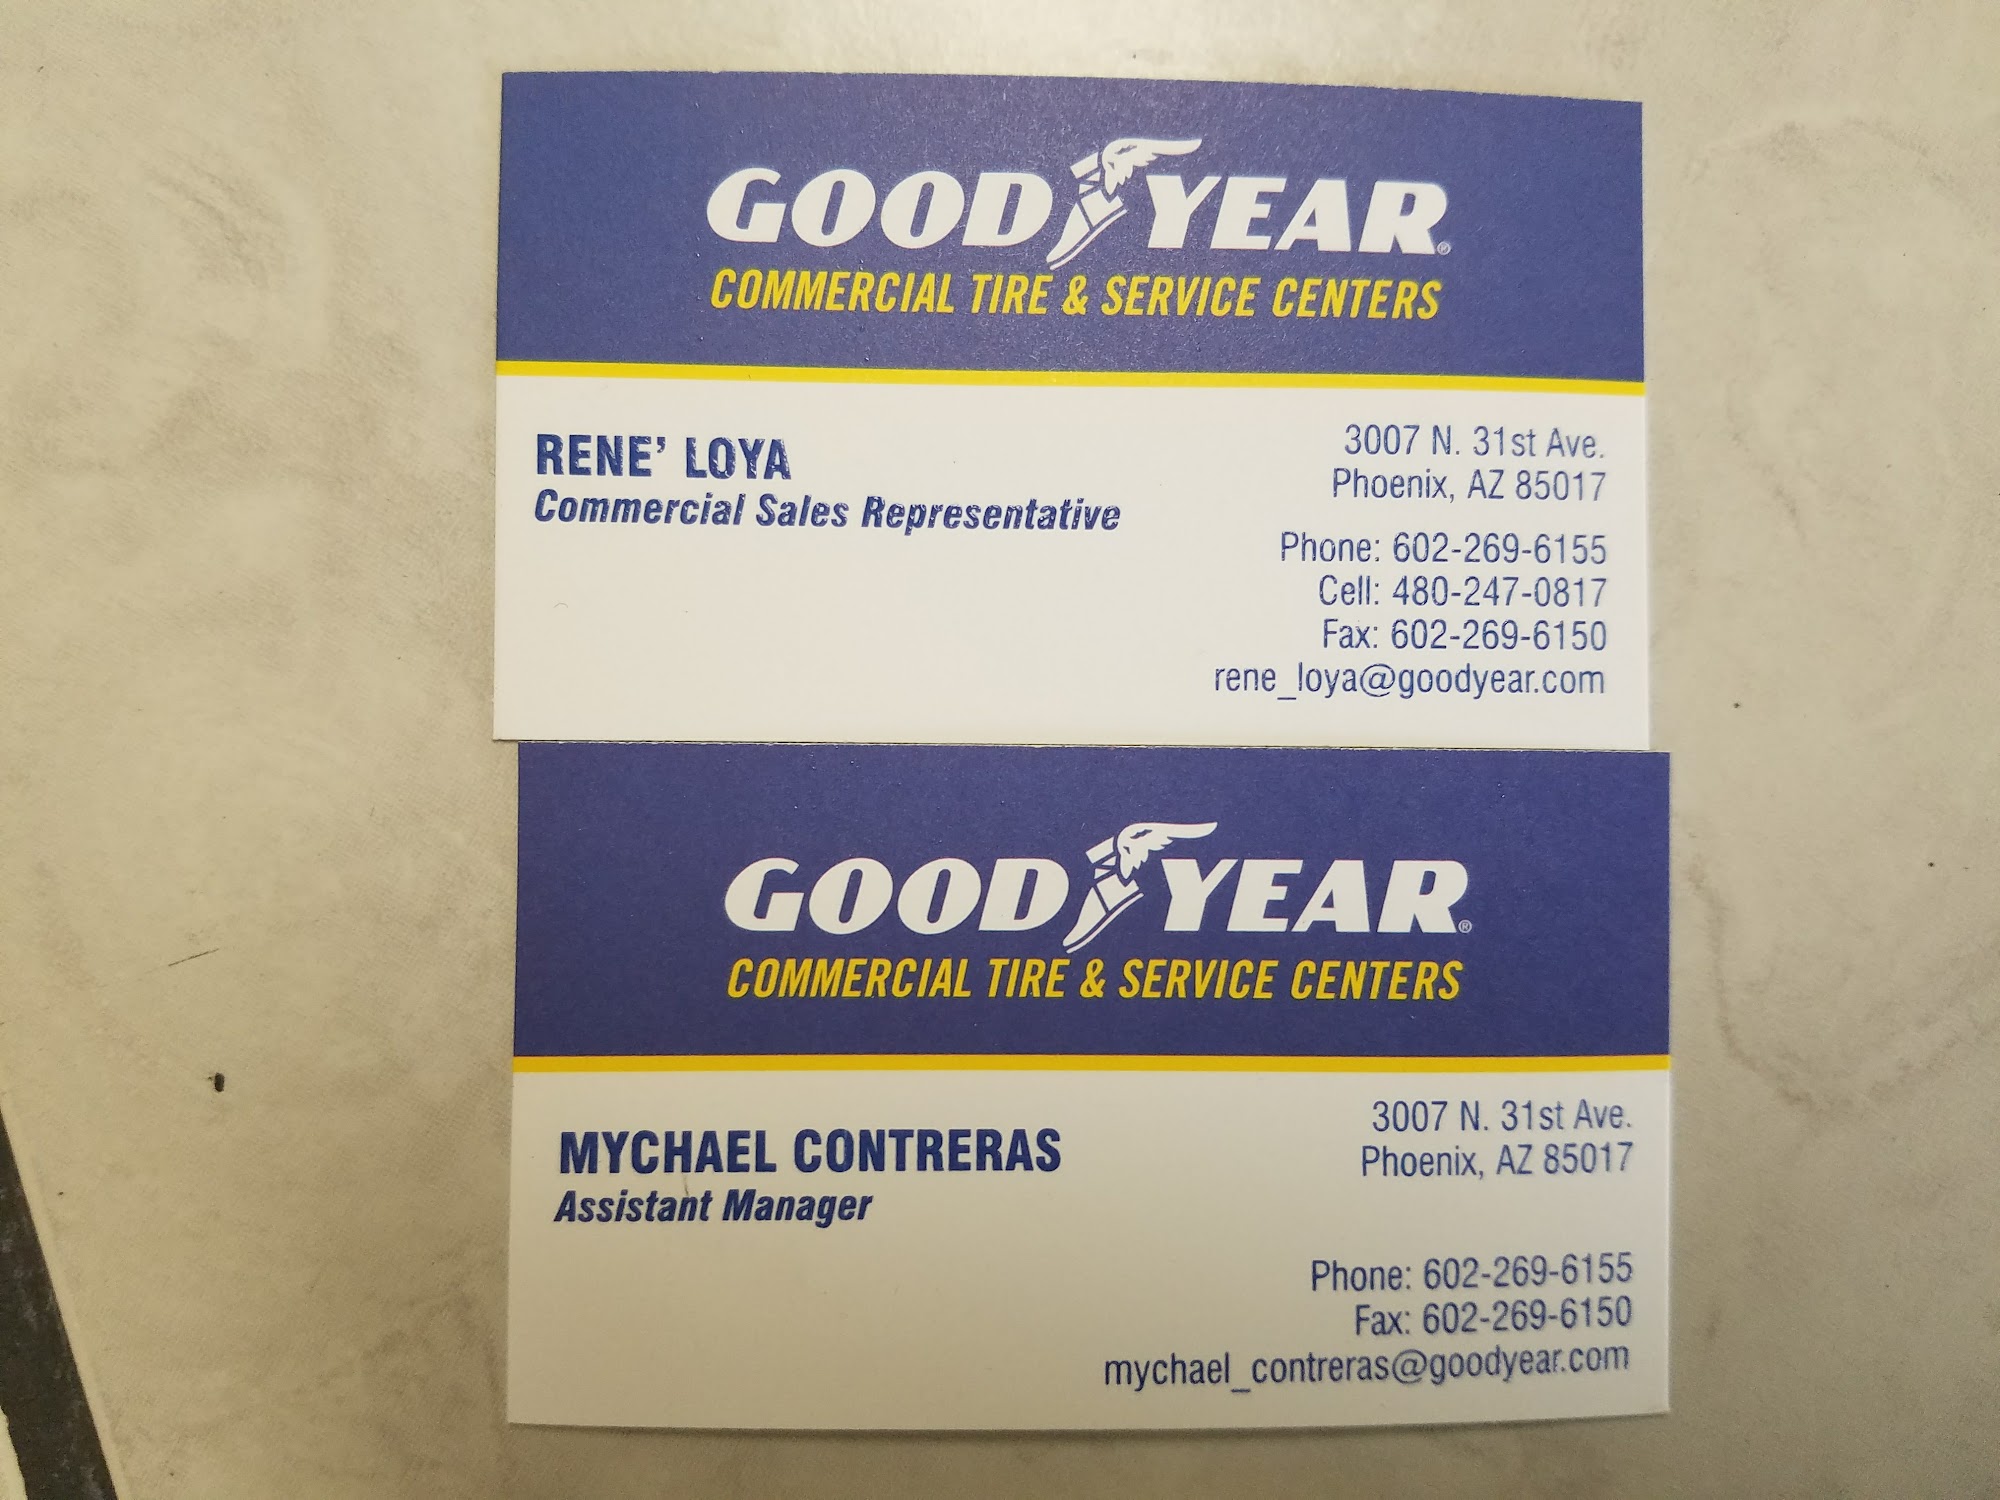 GOODYEAR®
COMMERCIAL TIRE & SERVICE CENTERS
RENE' LOYA
Commercial Sales Representative
3007 N. 31st Ave.
Phoenix, AZ 85017
Phone: 602-269-6155
Cell: 480-247-0817
Fax: 602-269-6150
rene_loya@goodyear.com
GOODYEAR®
COMMERCIAL TIRE & SERVICE CENTERS
MYCHAEL CONTRERAS
Assistant Manager
3007 N. 31st Ave.
Phoenix, AZ 85017
Phone: 602-269-6155
Fax: 602-269-6150
mychael_contreras@goodyear.com